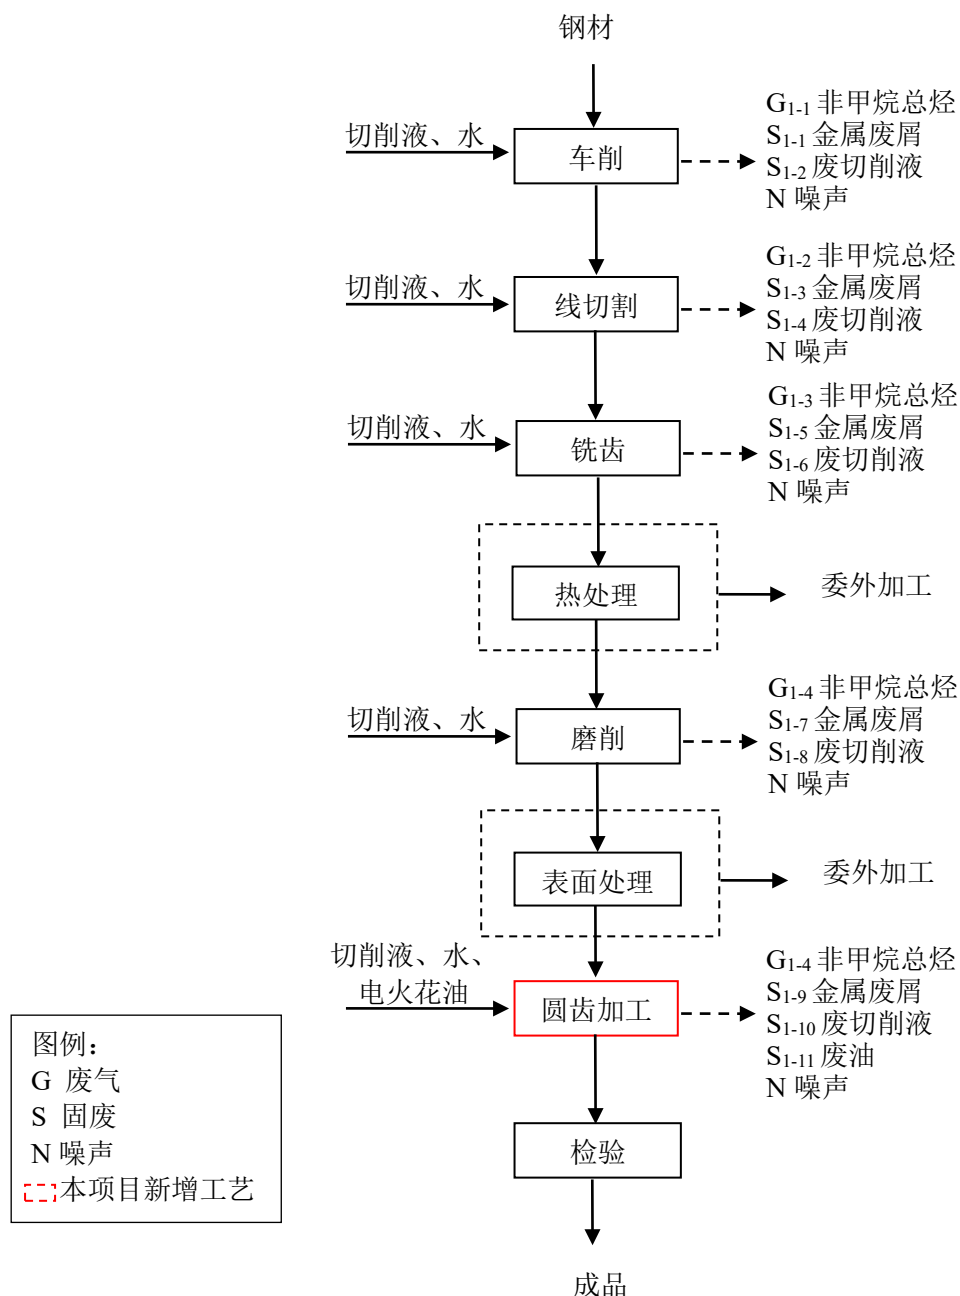 钢材
切削液、水
车削
G1-1 非甲烷总烃
S1-1 金属废屑
S1-2 废切削液
N 噪声
切削液、水
线切割
G1-2 非甲烷总烃
S1-3 金属废屑
S1-4 废切削液
N 噪声
切削液、水
铣齿
G1-3 非甲烷总烃
S1-5 金属废屑
S1-6 废切削液
N 噪声
热处理
委外加工
切削液、水
磨削
G1-4 非甲烷总烃
S1-7 金属废屑
S1-8 废切削液
N 噪声
表面处理
委外加工
切削液、水、
电火花油
圆齿加工
G1-4 非甲烷总烃
S1-9 金属废屑
S1-10 废切削液
S1-11 废油
N 噪声
图例：
G 废气
S 固废
N 噪声
本项目新增工艺
检验
成品